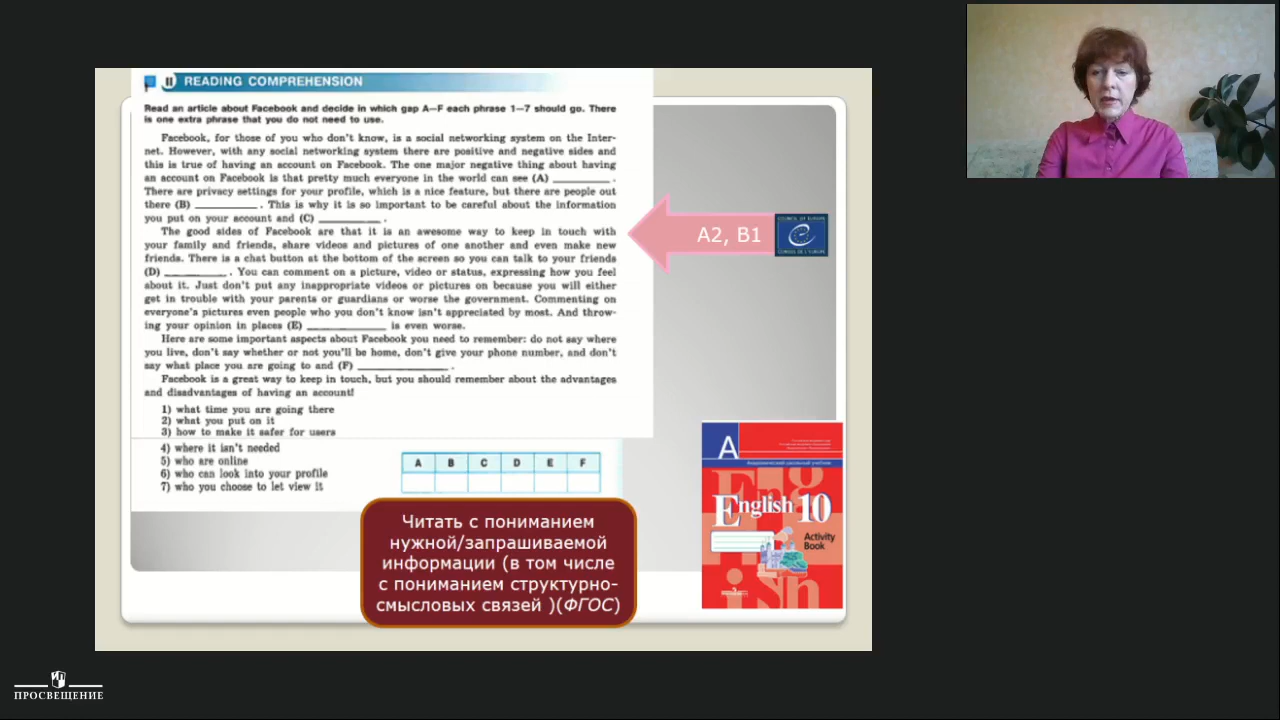 II READING COMPREHENSION
Read an article about Facebook and decide in which gap A—F each phrase 1—7 should go. There
is one extra phrase that you do not need to use.
Facebook, for those of you who don't know, is a social networking system on the Inter-
net. However, with any social networking system there are positive and negative sides and
this is true of having an account on Facebook. The one major negative thing about having
an account on Facebook is that pretty much everyone in the world can see (A) __________ .
There are privacy settings for your profile, which is a nice feature, but there are people out
there (B) __________ . This is why it is so important to be careful about the information
you put on your account and (C) __________ .
The good sides of Facebook are that it is an awesome way to keep in touch with
your family and friends, share videos and pictures of one another and even make new
friends. There is a chat button at the bottom of the screen so you can talk to your friends
(D) __________ . You can comment on a picture, video or status, expressing how you feel
about it. Just don't put any inappropriate videos or pictures on because you will either
get in trouble with your parents or guardians or worse the government. Commenting on
everyone's pictures even people who you don't know isn't appreciated by most. And throw-
ing your opinion in places (E) ____________ is even worse.
Here are some important aspects about Facebook you need to remember: do not say where
you live, don't say whether or not you'll be home, don't give your phone number, and don't
say what place you are going to and (F) ______________ .
Facebook is a great way to keep in touch, but you should remember about the advantages
and disadvantages of having an account!
1) what time you are going there
2) what you put on it
3) how to make it safer for users
4) where it isn't needed
5) who are online
6) who can look into your profile
7) who you choose to let view it
A B C D E F
A2, B1
COUNCIL OF EUROPE
CONSEIL DE L'EUROPE
Читать с пониманием
нужной/запрашиваемой
информации (в том числе
с пониманием структурно-
смысловых связей )(ФГОС)
А
Академический школьный учебник
English 10
Activity
Book
ПРОСВЕЩЕНИЕ